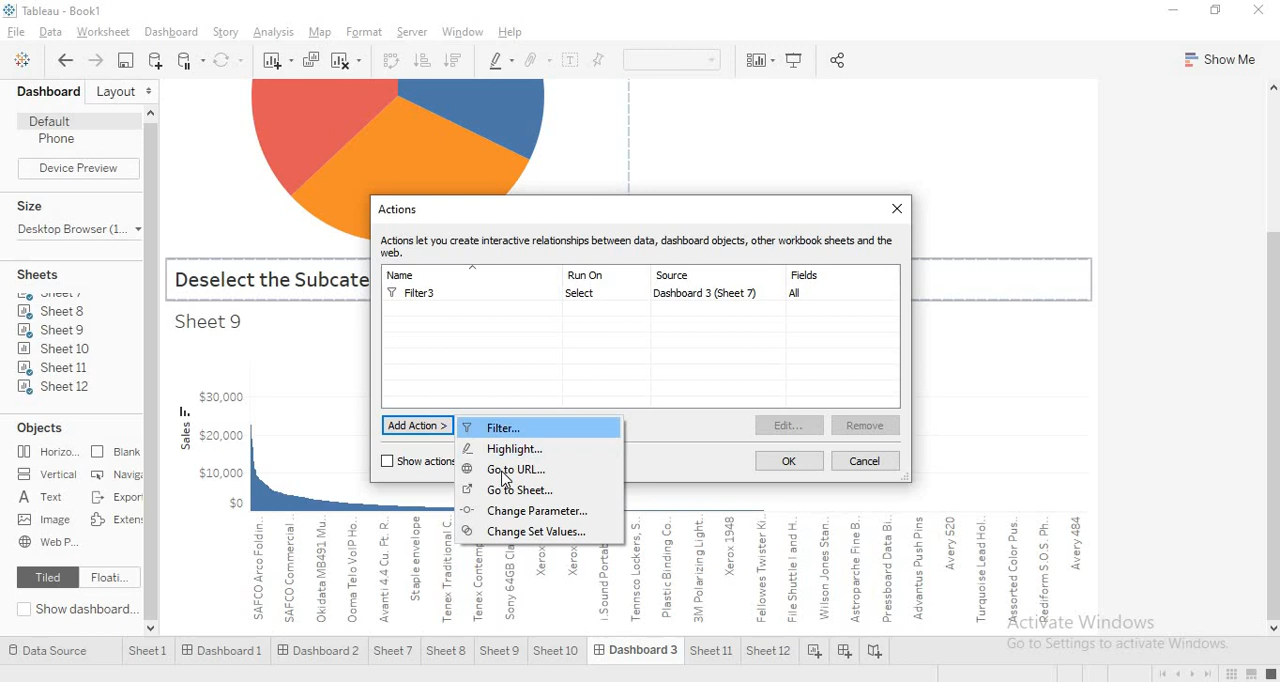 Tableau - Book1
File Data Worksheet Dashboard Story Analysis Map Format Server Window Help
Show Me
Dashboard Layout
Default
Phone
Device Preview
Size
Desktop Browser (1...
Sheets
Sheet 7
Sheet 8
Sheet 9
Sheet 10
Sheet 11
Sheet 12
Objects
Horizo... Blank
Vertical Naviga
Text Export
Image Extens
Web P...
Tiled Floati...
Show dashboard...
Deselect the Subcate
Sheet 9
Sales
$30,000
$20,000
$10,000
$0
SAFCO Arco Foldin..
SAFCO Commercial ..
Okidata MB491 Mu..
Ooma Telo VoIP Ho..
Avanti 4.4 Cu. Ft. R..
Staple envelope
Tenex Traditional C..
Tenex Contemp
Sony 64GB Cla
Xerox
Xerox
i.Sound Portab
Tennsco Lockers, S..
Plastic Binding Co..
3M Polarizing Light..
Xerox 1948
Fellowes Twister Ki..
File Shuttle I and H..
Wilson Jones Stan..
Astroparche Fine B..
Pressboard Data Bi..
Advantus Push Pins
Avery 520
Turquoise Lead Hol..
Assorted Color Pus..
Rediform S.O.S. Ph..
Avery 484
Actions
Actions let you create interactive relationships between data, dashboard objects, other workbook sheets and the
web.
Name Run On Source Fields
Filter3 Select Dashboard 3 (Sheet 7) All
Add Action > Edit... Remove
Show actions OK Cancel
Filter...
Highlight...
Go to URL...
Go to Sheet...
Change Parameter...
Change Set Values...
Activate Windows
Go to Settings to activate Windows.
Data Source Sheet 1 Dashboard 1 Dashboard Sheet 7 Sheet 8 Sheet 9 Sheet 10 Dashboard 3 Sheet 11 Sheet 12